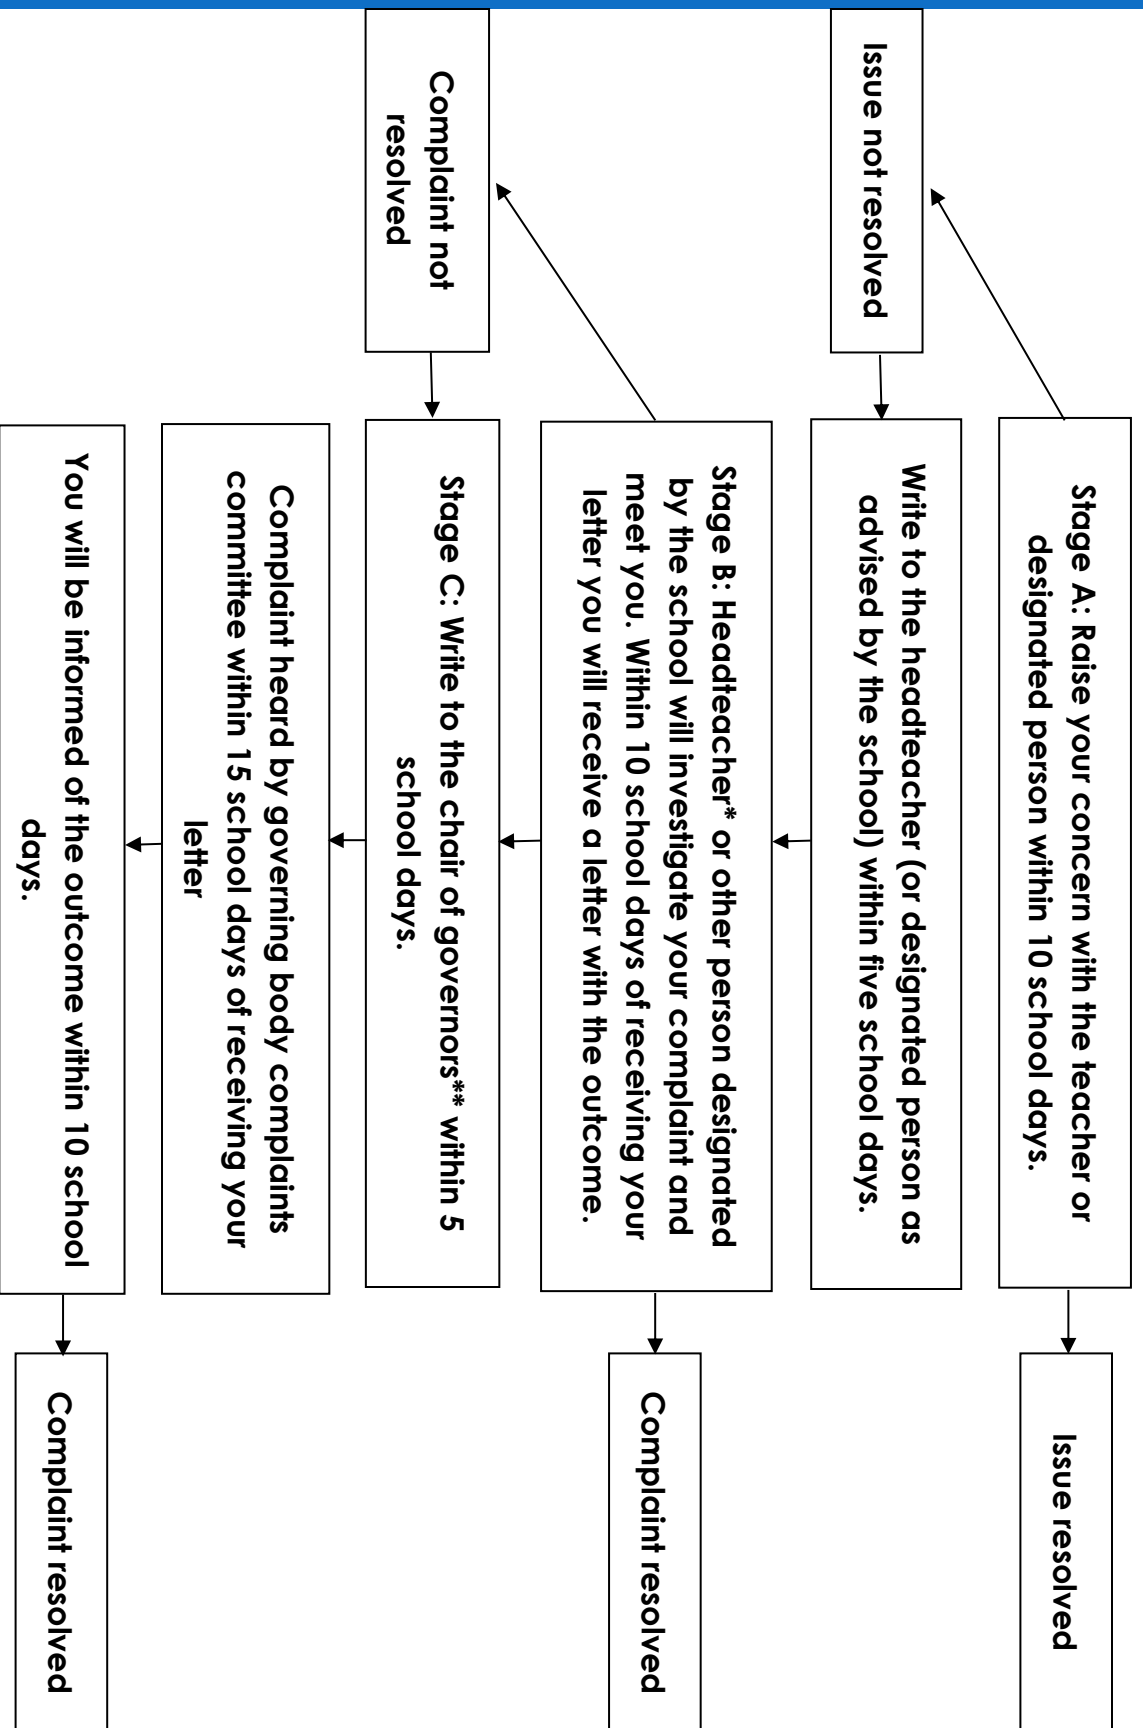 Stage A: Raise your concern with the teacher or
designated person within 10 school days.
Issue resolved
Issue not resolved
Write to the headteacher (or designated person as
advised by the school) within five school days.
Stage B: Headteacher* or other person designated
by the school will investigate your complaint and
meet you. Within 10 school days of receiving your
letter you will receive a letter with the outcome.
Complaint resolved
Complaint not
resolved
Stage C: Write to the chair of governors** within 5
school days.
Complaint heard by governing body complaints
committee within 15 school days of receiving your
letter
You will be informed of the outcome within 10 school
days.
Complaint resolved